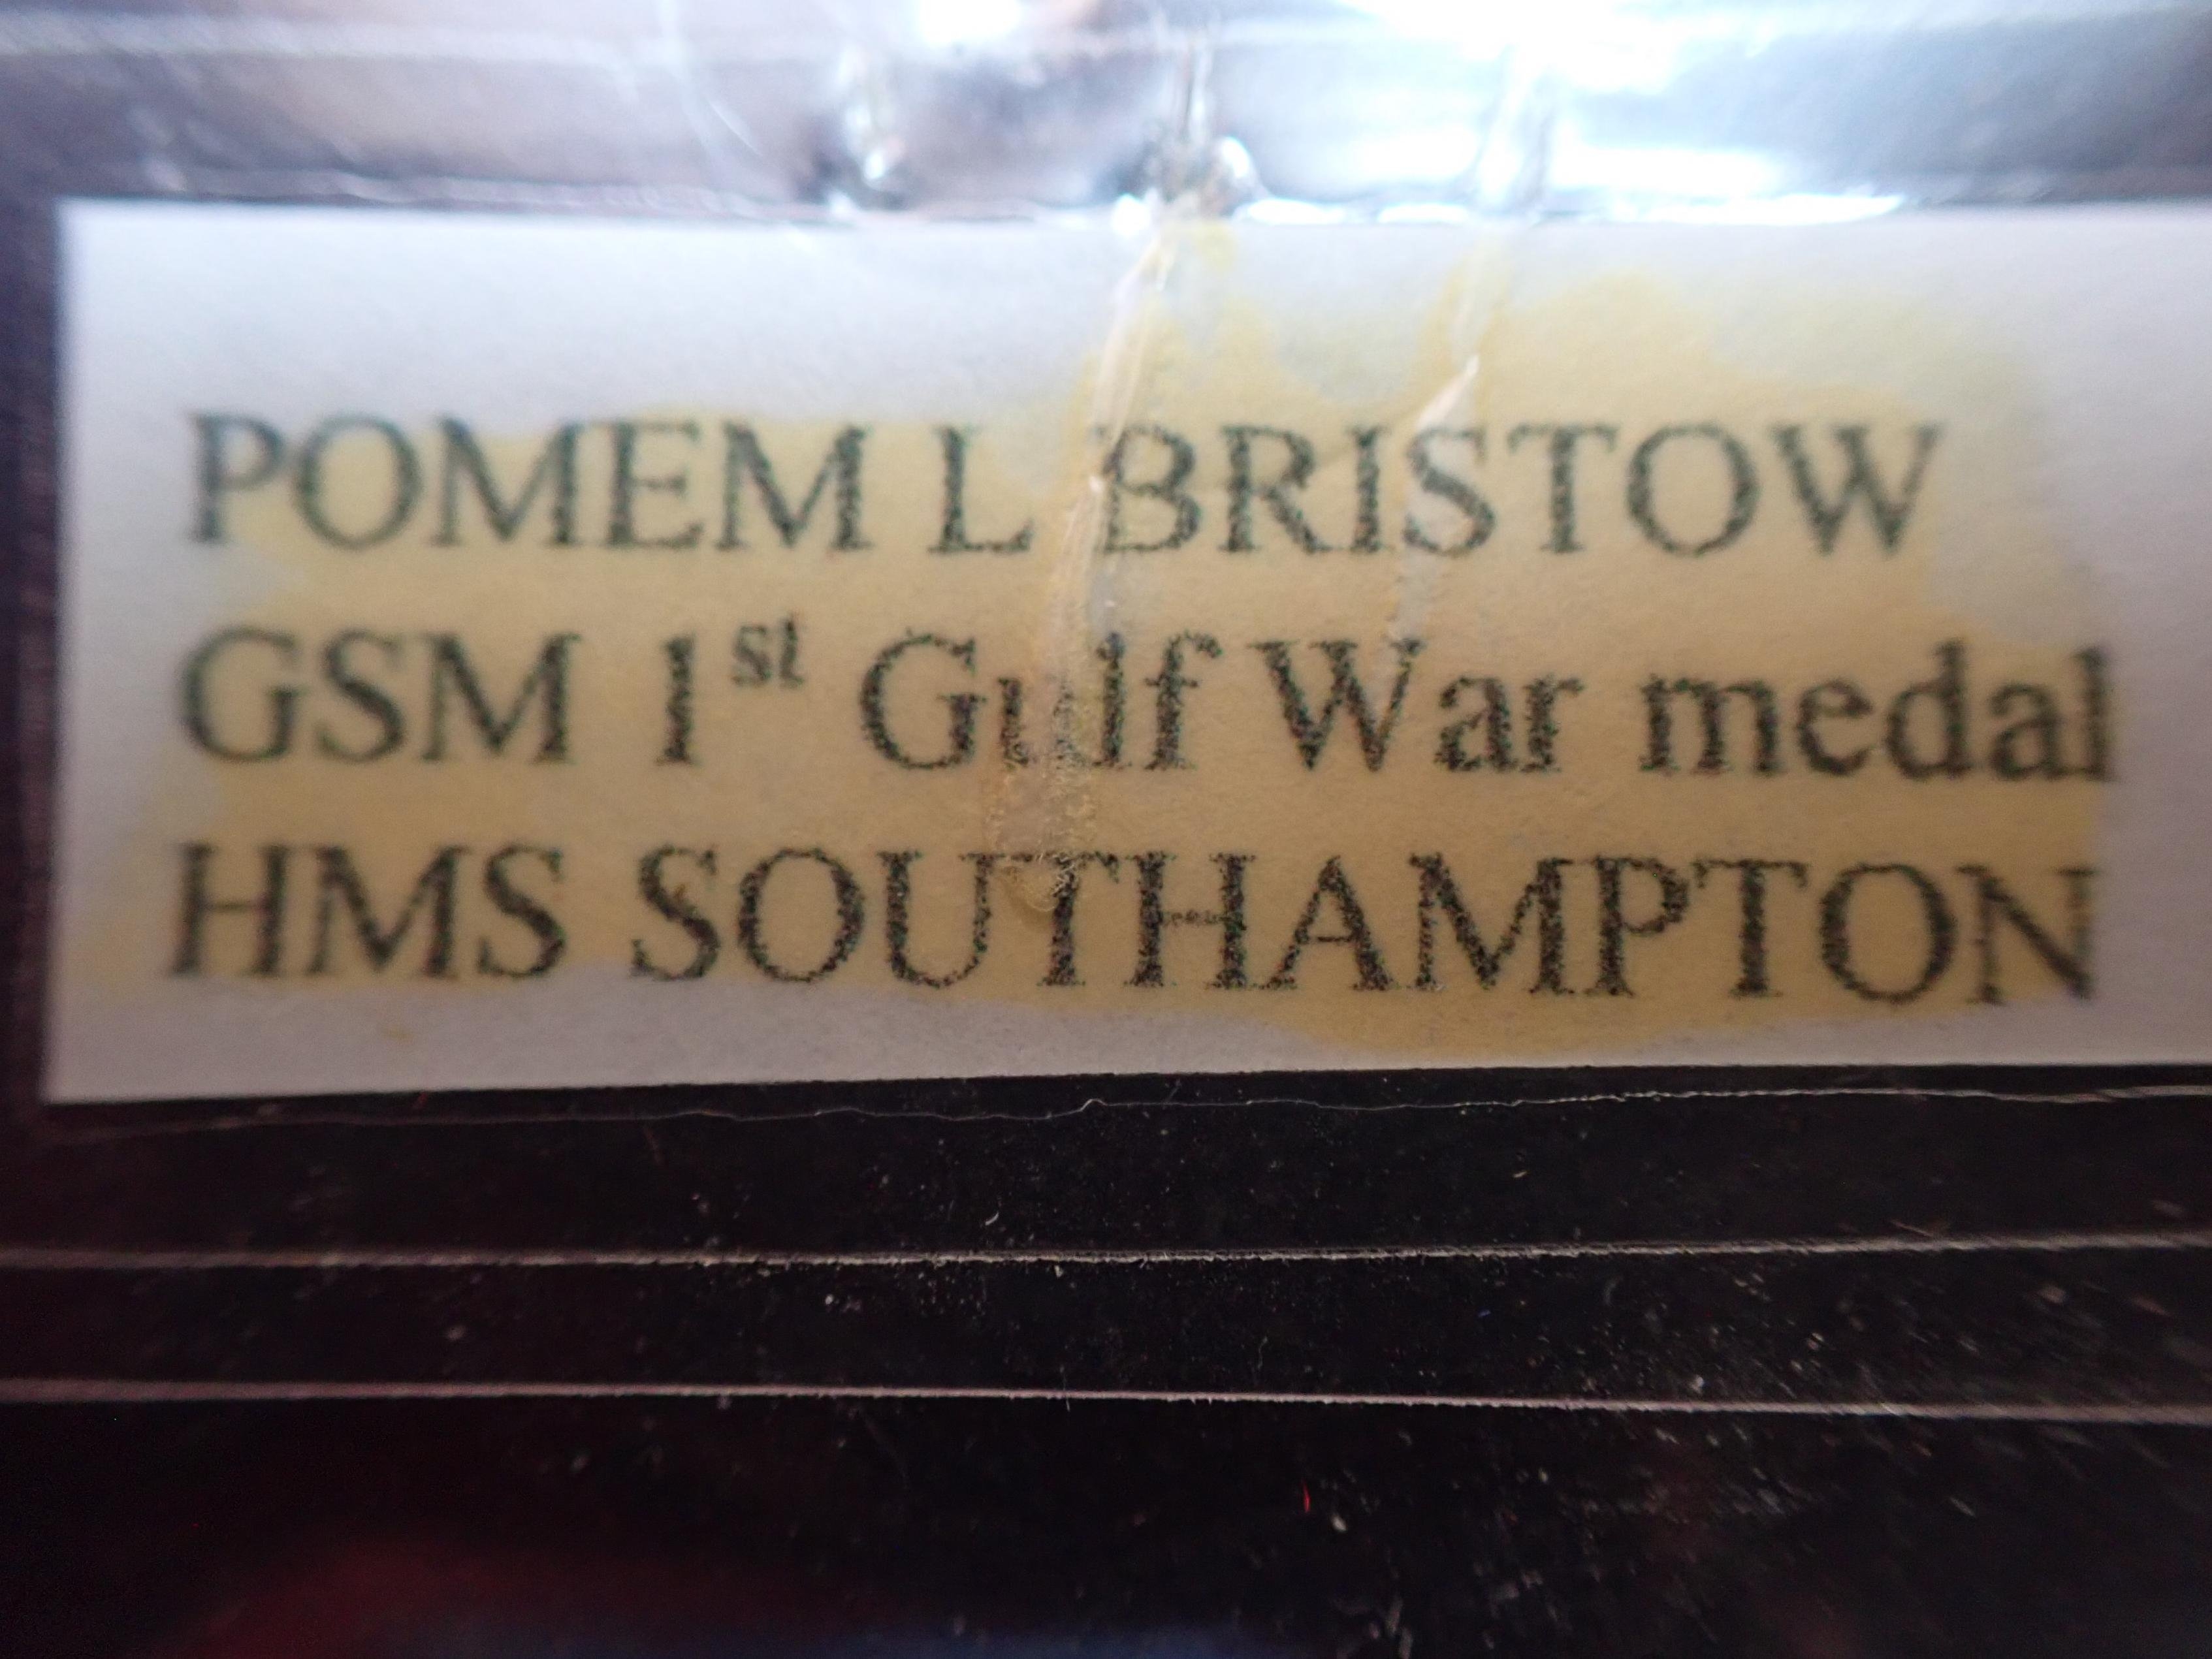 POMEM L BRISTOW
GSM 1st Gulf War medal
HMS SOUTHAMPTON